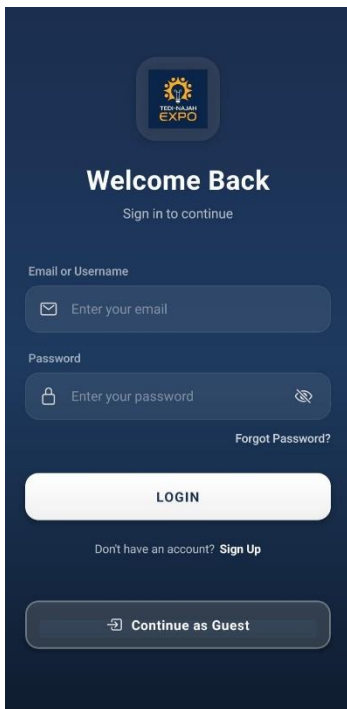 TEDI-NAJAH
EXPO
Welcome Back
Sign in to continue
Email or Username
Enter your email
Password
Enter your password
Forgot Password?
LOGIN
Don't have an account? Sign Up
Continue as Guest